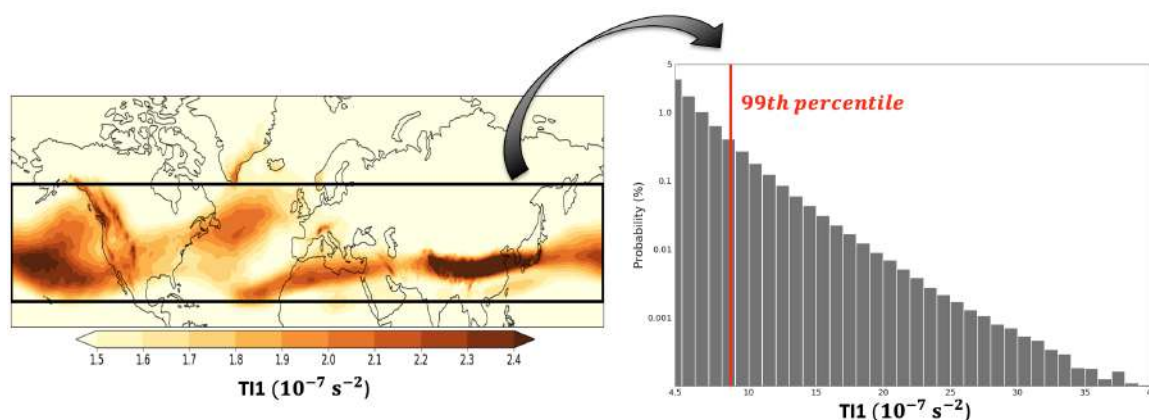 99th percentile
5
1.0
0.1
0.01
0.001
Probability (%)
4.5 10 15 20 25 30 35
TI1 (10⁻⁷ s⁻²)
1.5 1.6 1.7 1.8 1.9 2.0 2.1 2.2 2.3 2.4
TI1 (10⁻⁷ s⁻²)